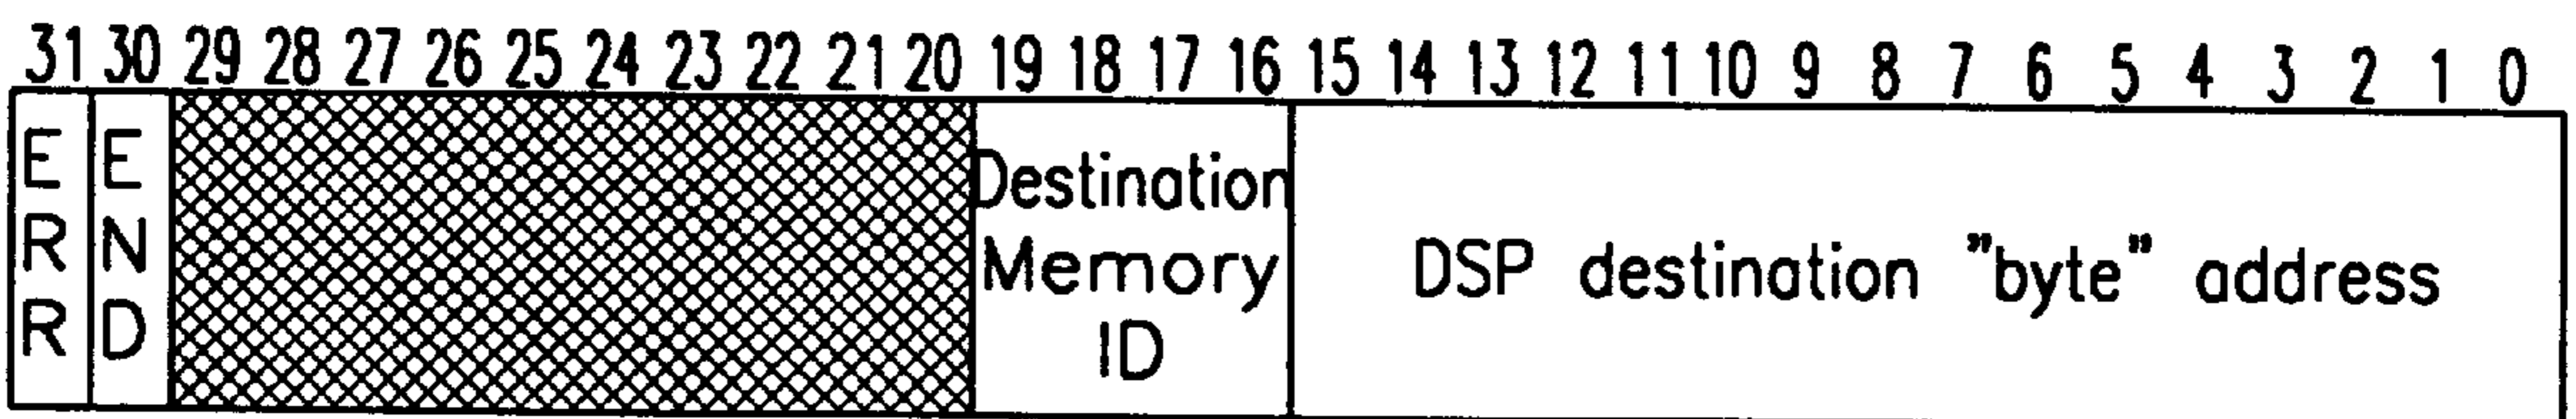 31 30 29 28 27 26 25 24 23 22 21 20 19 18 17 16 15 14 13 12 11 10 9 8 7 6 5 4 3 2 1 0
ERR
END
Destination
Memory
ID
DSP destination "byte" address